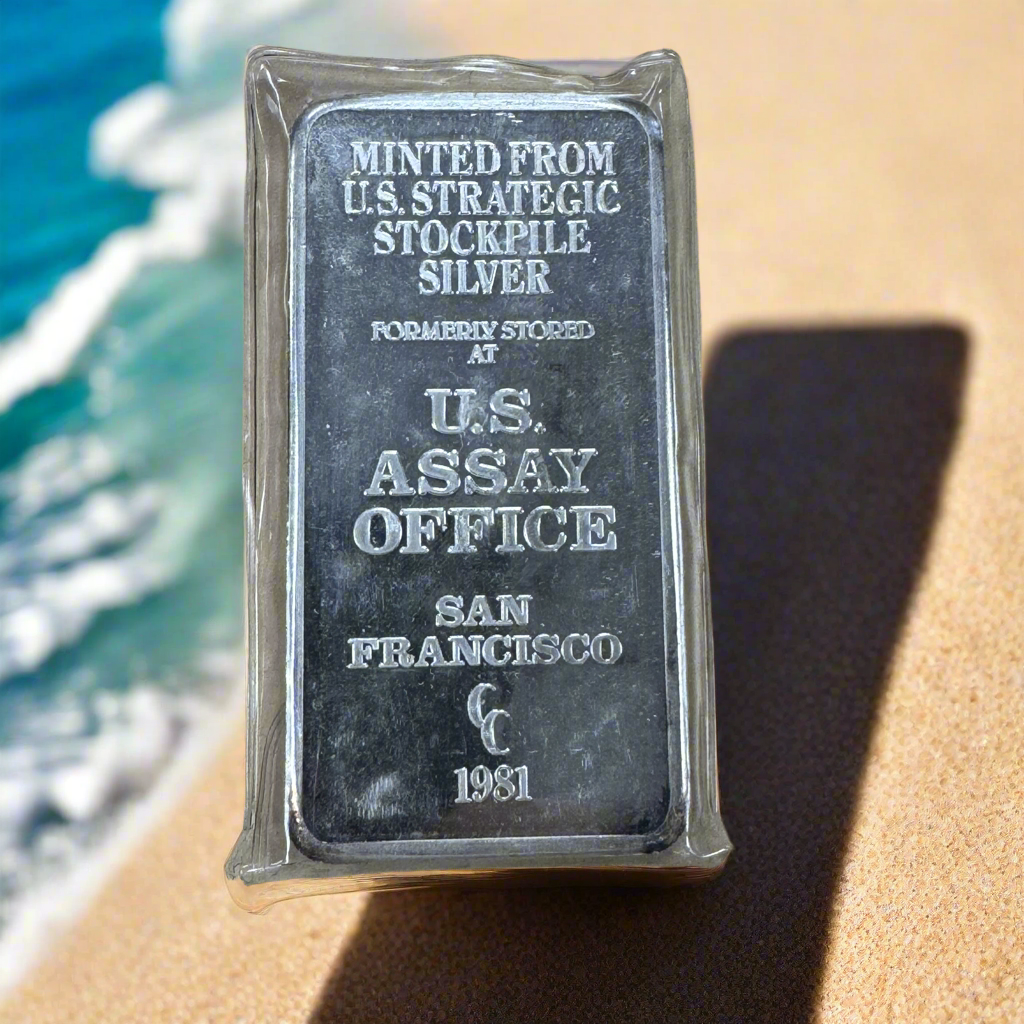 MINTED FROM
U.S. STRATEGIC
STOCKPILE
SILVER
FORMERLY STORED
AT
U.S.
ASSAY
OFFICE
SAN
FRANCISCO
CC
1981